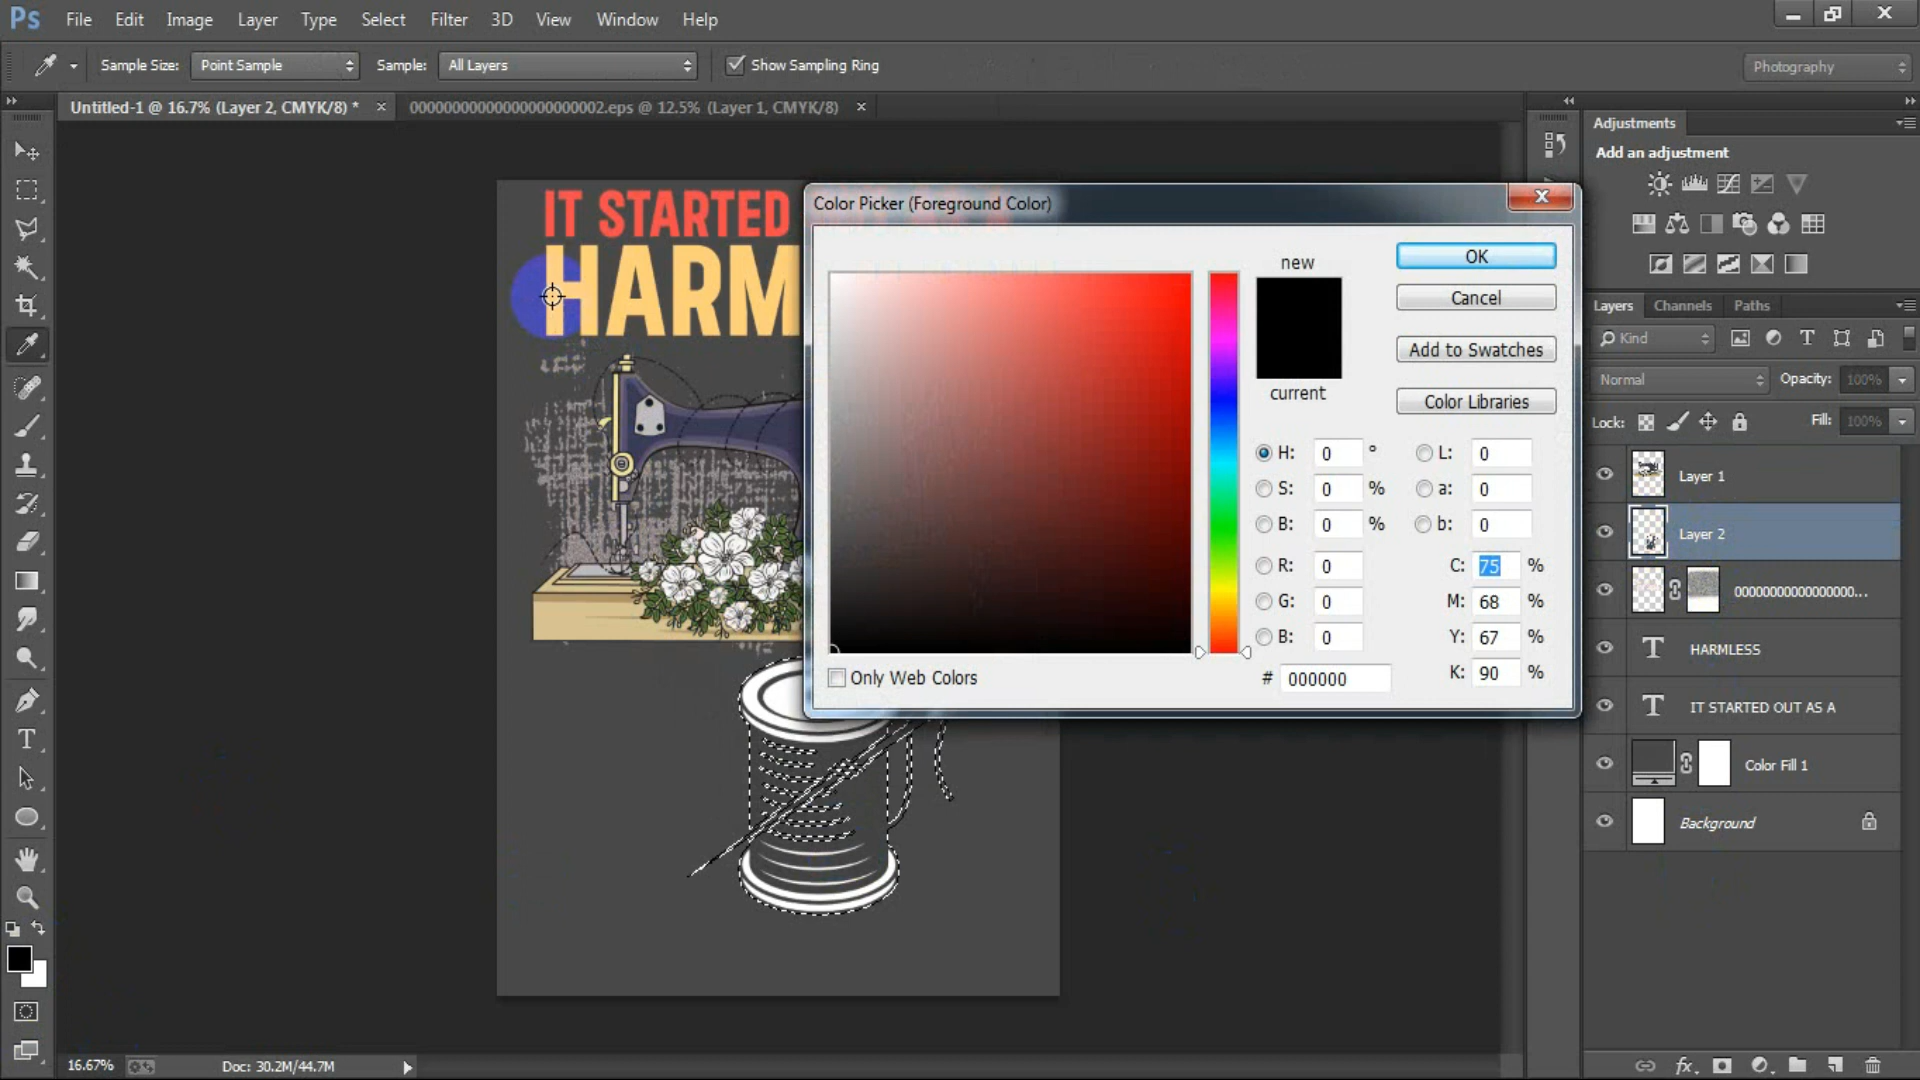 Ps File Edit Image Layer Type Select Filter 3D View Window Help
Sample Size: Point Sample Sample: All Layers Show Sampling Ring Photography
Untitled-1 @ 16.7% (Layer 2, CMYK/8) * × 00000000000000000000002.eps @ 12.5% (Layer 1, CMYK/8) ×
Adjustments
Add an adjustment
IT STARTED
HARM
Color Picker (Foreground Color)
new
current
OK
Cancel
Add to Swatches
Color Libraries
H: 0 ° L: 0
S: 0 % a: 0
B: 0 % b: 0
R: 0 C: 75 %
G: 0 M: 68 %
B: 0 Y: 67 %
# 000000 K: 90 %
Only Web Colors
Layers Channels Paths
Kind
Normal Opacity: 100%
Lock: Fill: 100%
Layer 1
Layer 2
0000000000000000...
T HARMLESS
T IT STARTED OUT AS A
Color Fill 1
Background
16.67% Doc: 30.2M/44.7M
fx